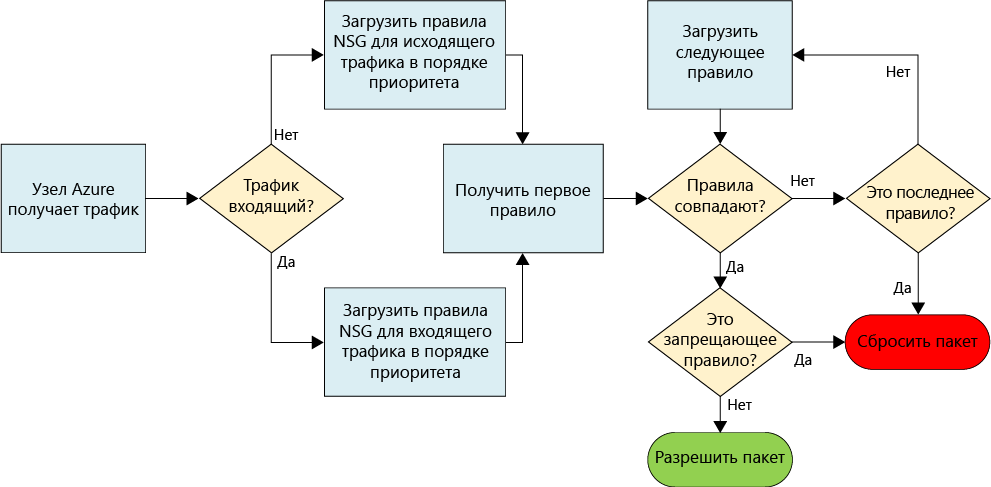 Узел Azure
получает трафик
Трафик
входящий?
Нет
Да
Загрузить правила
NSG для исходящего
трафика в порядке
приоритета
Загрузить правила
NSG для входящего
трафика в порядке
приоритета
Получить первое
правило
Загрузить
следующее
правило
Правила
совпадают?
Нет
Да
Это последнее
правило?
Нет
Да
Это
запрещающее
правило?
Да
Нет
Сбросить пакет
Разрешить пакет